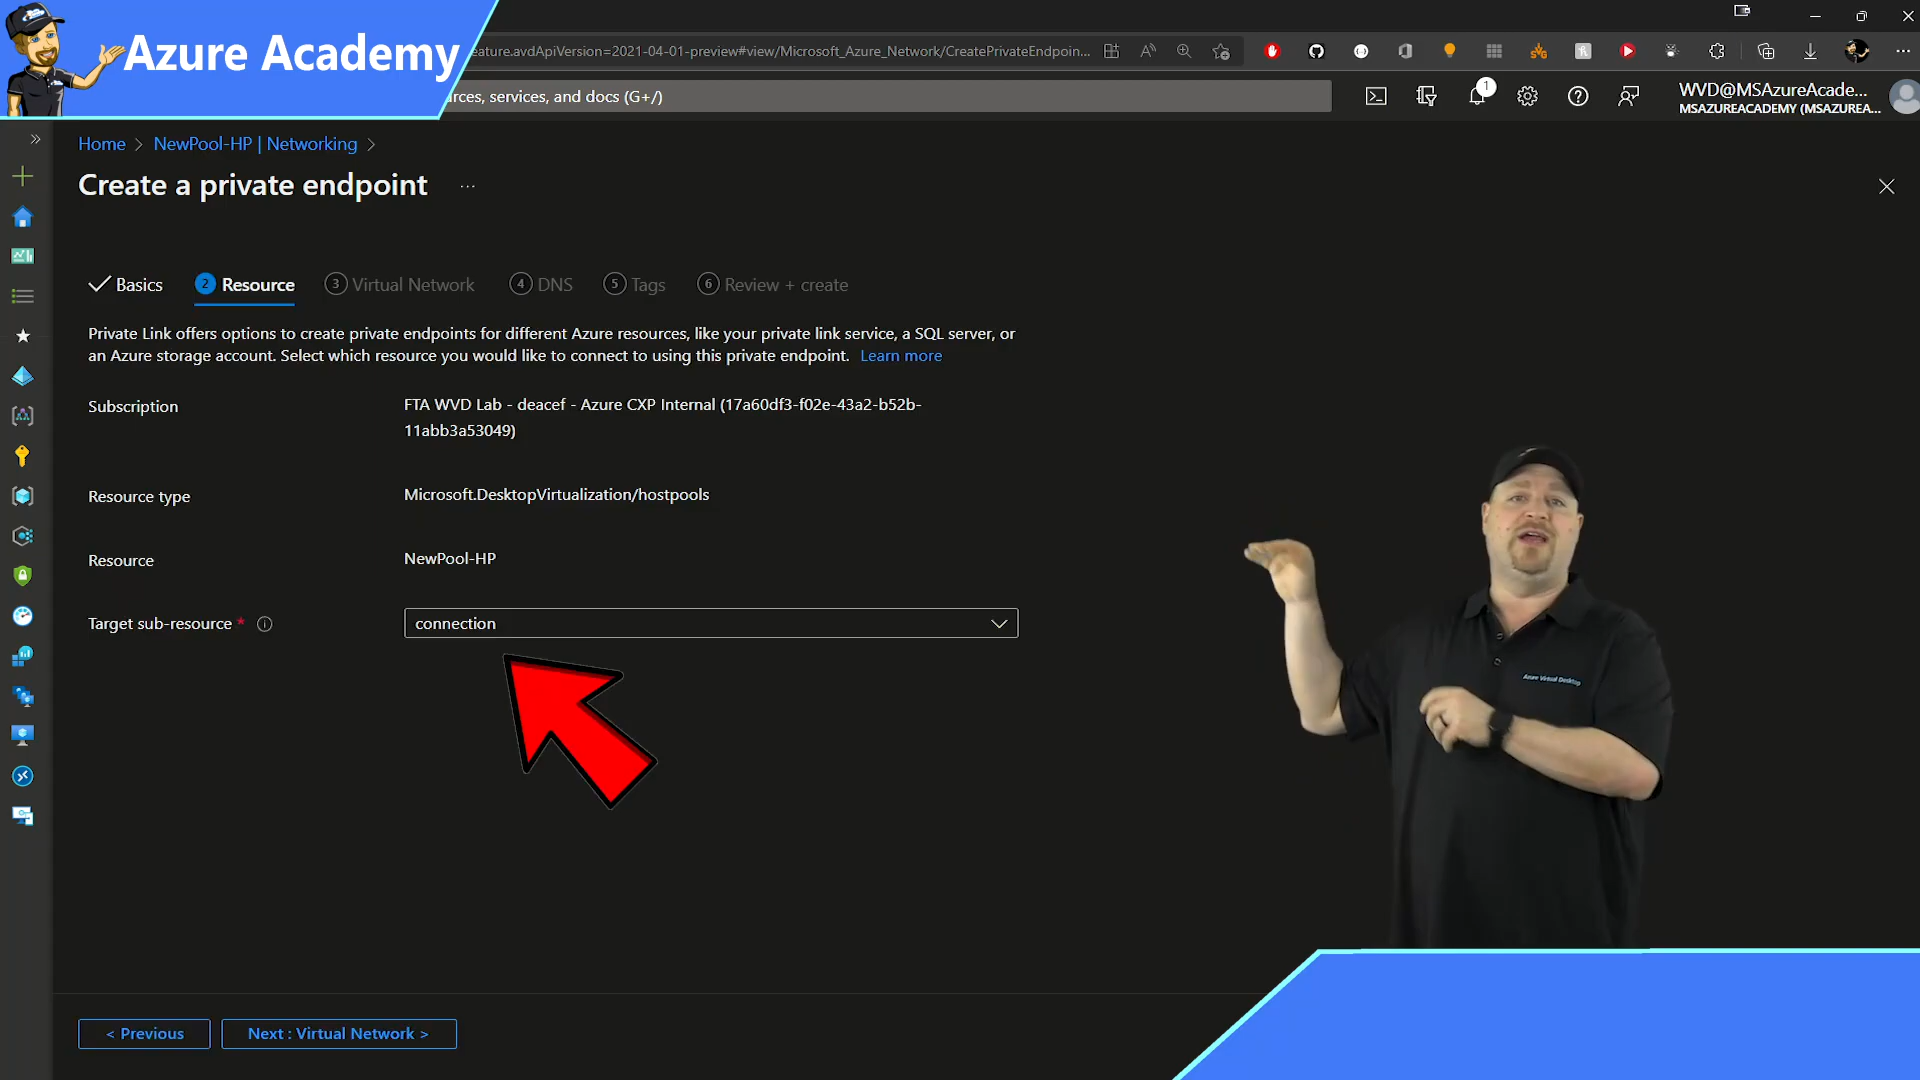 Azure Academy
eature.avdApiVersion=2021-04-01-preview#view/Microsoft_Azure_Network/CreatePrivateEndpoin...
rces, services, and docs (G+/)
1
WVD@MSAzureAcade...
MSAZUREACADEMY (MSAZUREA...
Home > NewPool-HP | Networking >
Create a private endpoint ...
Basics
2 Resource
3 Virtual Network
4 DNS
5 Tags
6 Review + create
Private Link offers options to create private endpoints for different Azure resources, like your private link service, a SQL server, or
an Azure storage account. Select which resource you would like to connect to using this private endpoint. Learn more
Subscription
FTA WVD Lab - deacef - Azure CXP Internal (17a60df3-f02e-43a2-b52b-
11abb3a53049)
Resource type
Microsoft.DesktopVirtualization/hostpools
Resource
NewPool-HP
Target sub-resource *
connection
Azure Virtual Desktop
< Previous
Next : Virtual Network >